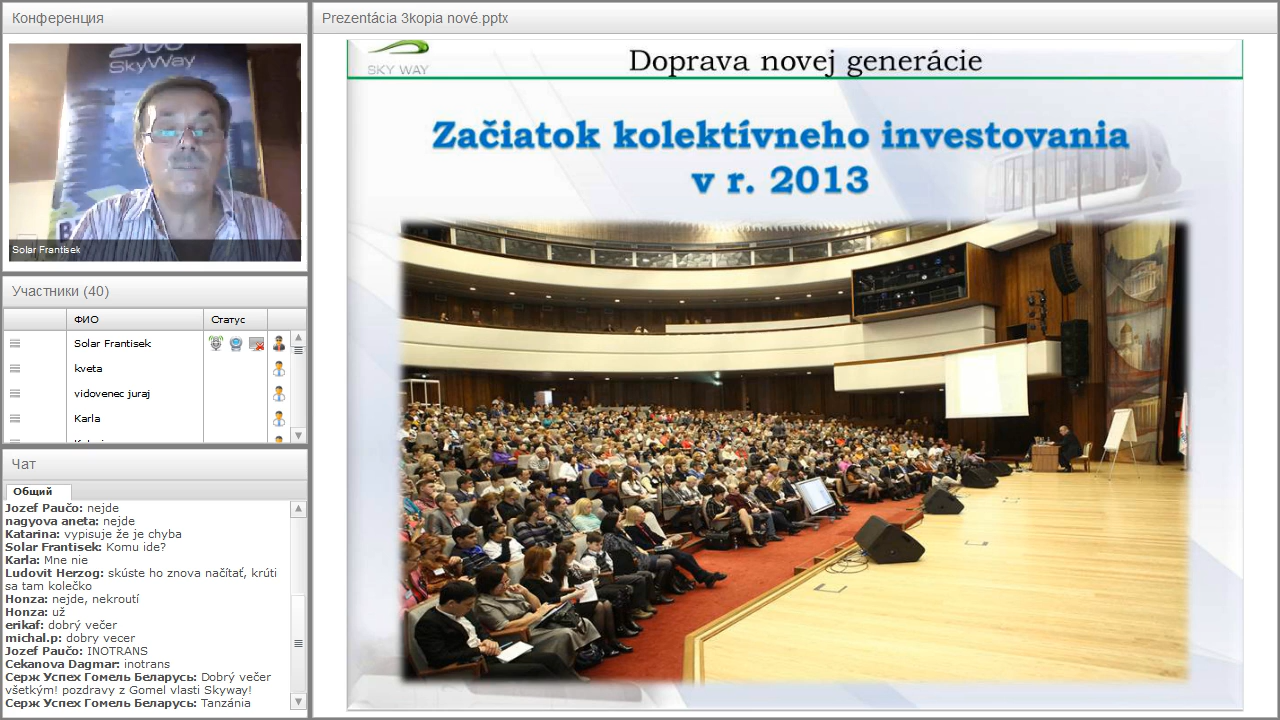 Конференция
SkyWay
Solar Frantisek
Участники (40)
ФИО
Статус
Solar Frantisek
kveta
vidovenec juraj
Karla
Чат
Общий
Jozef Paučo: nejde
nagyova aneta: nejde
Katarina: vypisuje že je chyba
Solar Frantisek: Komu ide?
Karla: Mne nie
Ludovit Herzog: skúste ho znova načítať, krúti
sa tam kolečko
Honza: nejde, nekroutí
Honza: už
erikaf: dobrý večer
michal.p: dobry vecer
Jozef Paučo: INOTRANS
Cekanova Dagmar: inotrans
Серж Успех Гомель Беларусь: Dobrý večer
všetkým! pozdravy z Gomel vlasti Skyway!
Серж Успех Гомель Беларусь: Tanzánia
Prezentácia 3kopia nové.pptx
SKY WAY
Doprava novej generácie
Začiatok kolektívneho investovania
v r. 2013